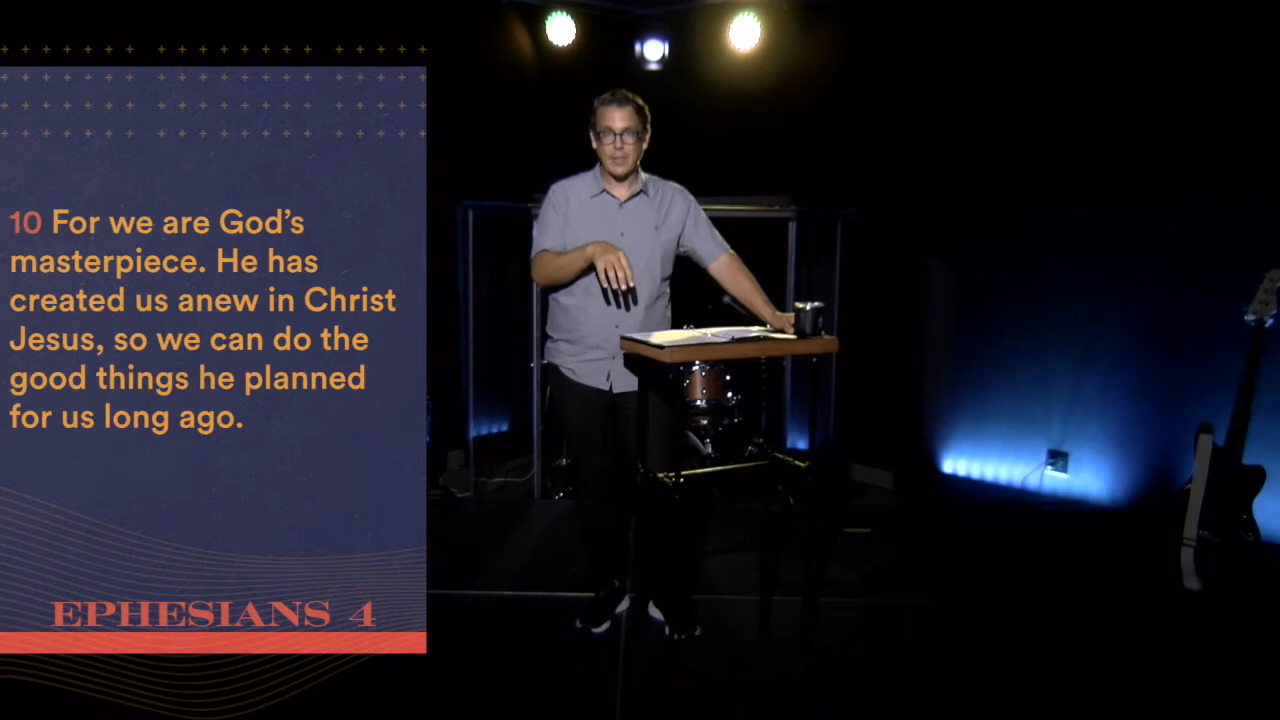 10 For we are God’s
masterpiece. He has
created us anew in Christ
Jesus, so we can do the
good things he planned
for us long ago.
EPHESIANS 4